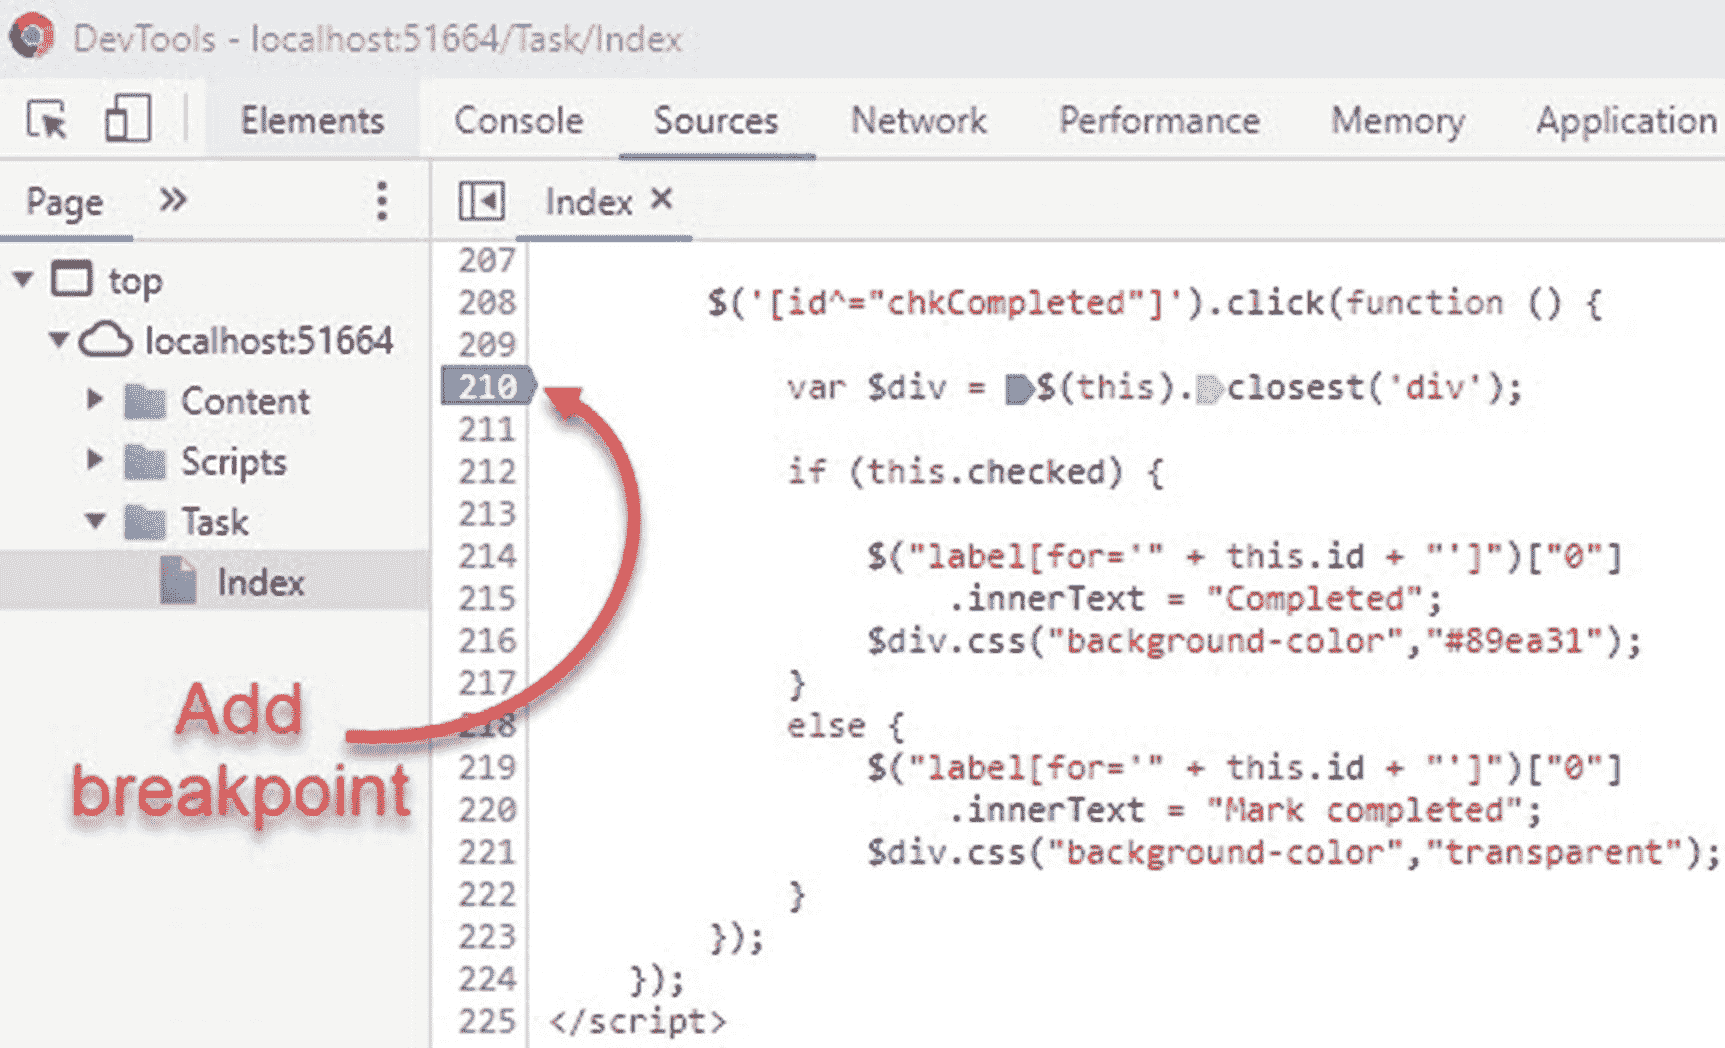 DevTools - localhost:51664/Task/Index
Elements Console Sources Network Performance Memory Application
Page » Index ×
top
localhost:51664
Content
Scripts
Task
Index
Add
breakpoint
207
208 $('[id^="chkCompleted"]').click(function () {
209
210 var $div = $(this).closest('div');
211
212 if (this.checked) {
213
214 $("label[for='" + this.id + "']")["0"]
215 .innerText = "Completed";
216 $div.css("background-color","#89ea31");
217 }
218 else {
219 $("label[for='" + this.id + "']")["0"]
220 .innerText = "Mark completed";
221 $div.css("background-color","transparent");
222 }
223 });
224 });
225 </script>